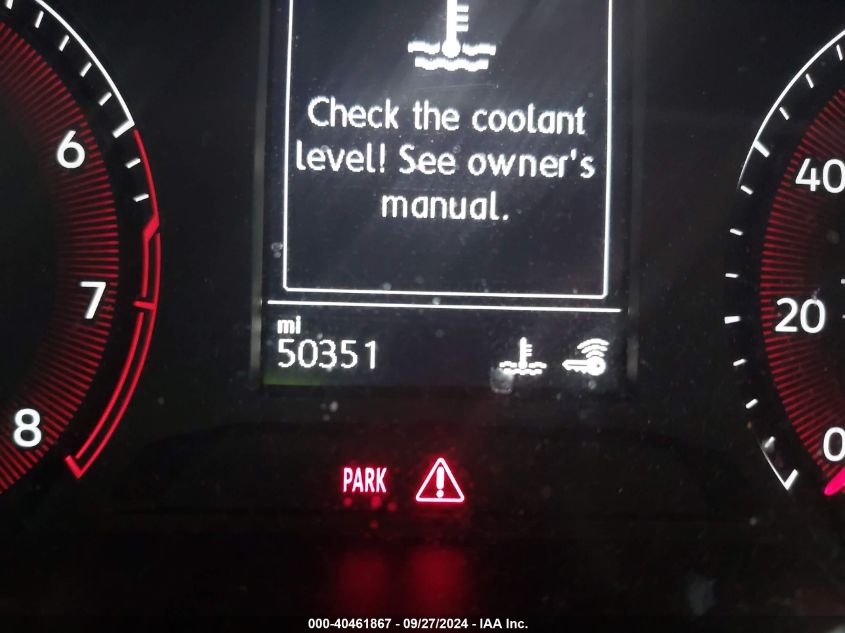 Check the coolant
level! See owner's
manual.
6
7
8
40
20
0
mi
50351
PARK
000-40461867 - 09/27/2024 - IAA Inc.